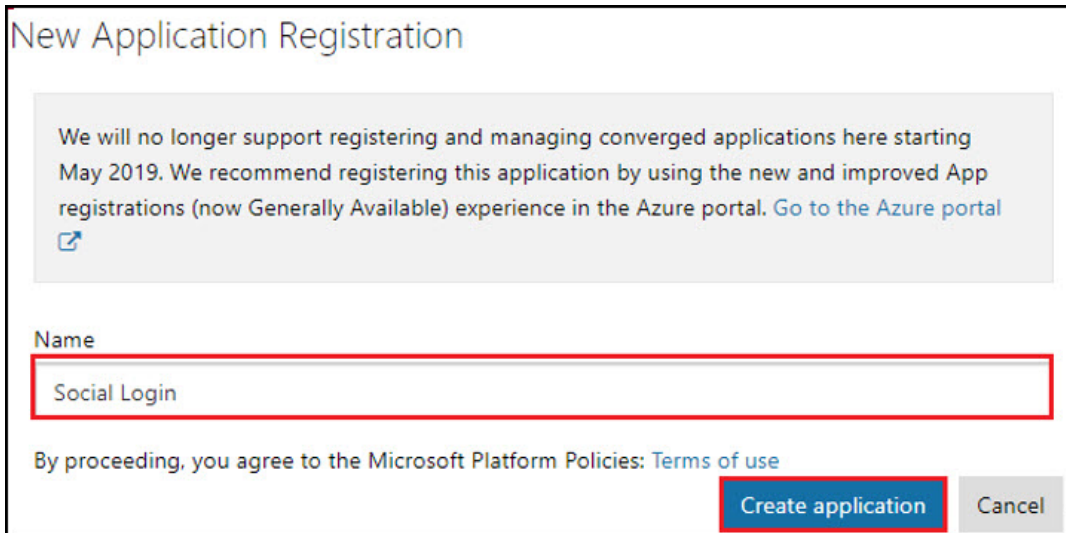 New Application Registration
We will no longer support registering and managing converged applications here starting
May 2019. We recommend registering this application by using the new and improved App
registrations (now Generally Available) experience in the Azure portal. Go to the Azure portal
Name
Social Login
By proceeding, you agree to the Microsoft Platform Policies: Terms of use
Create application Cancel